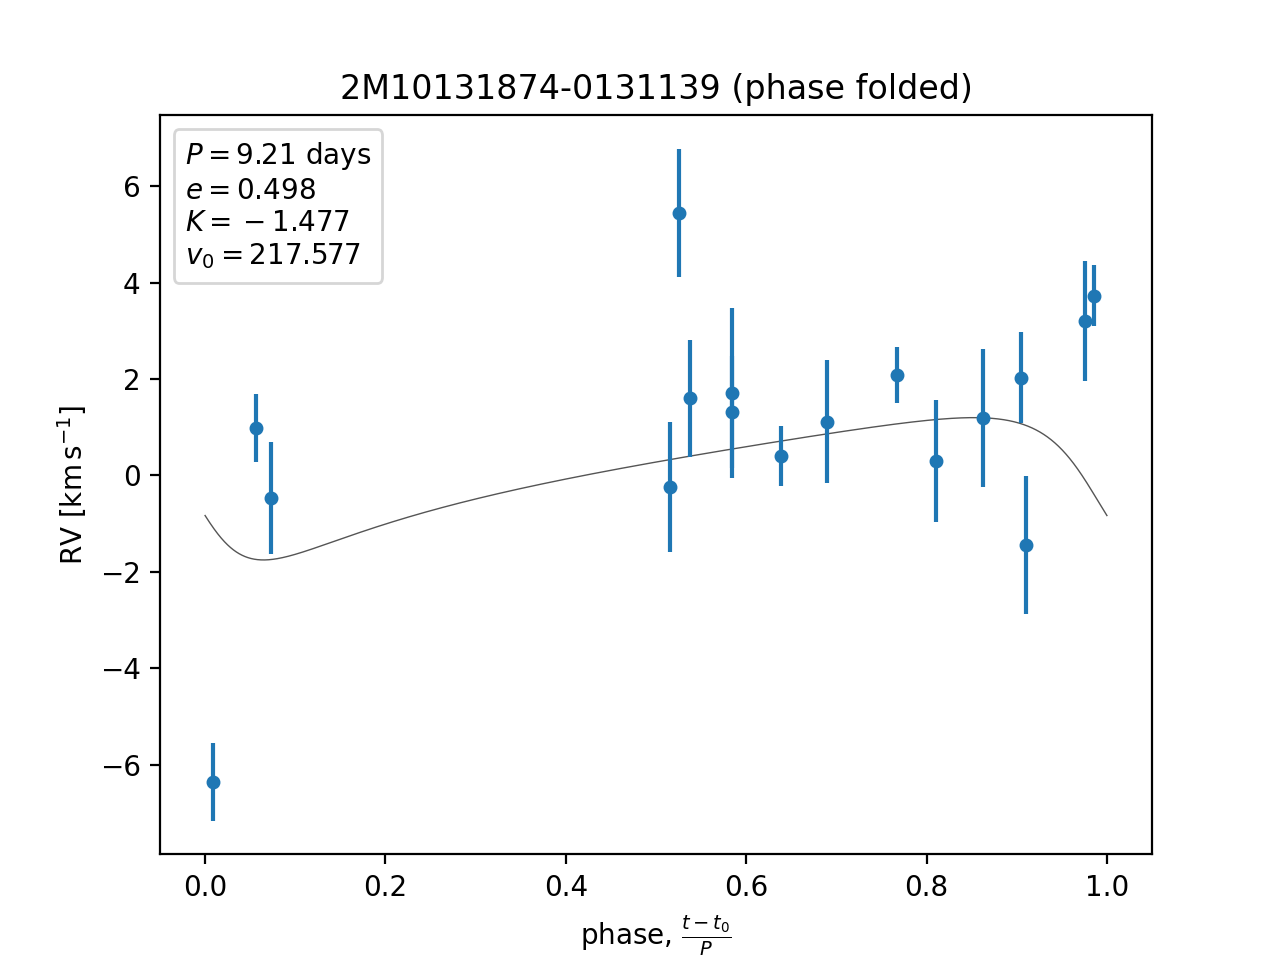 2M10131874-0131139 (phase folded)
P = 9.21 days
e = 0.498
K = −1.477
v₀ = 217.577
6
4
2
0
−2
−4
−6
RV [km s⁻¹]
0.0 0.2 0.4 0.6 0.8 1.0
phase, (t − t₀)/P